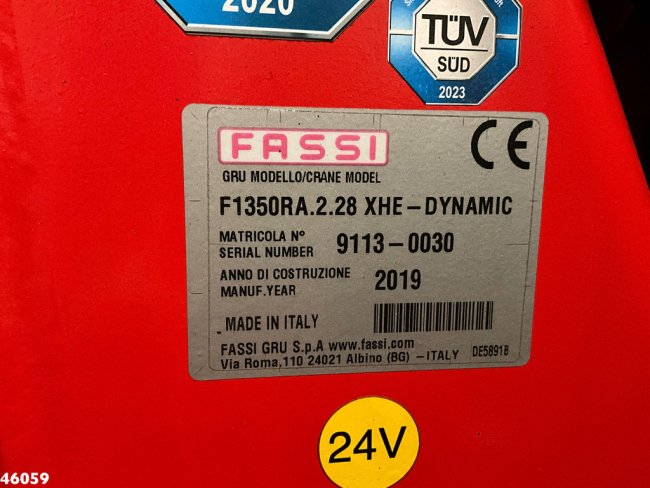 2020
TÜV
SÜD
2023
FASSI
CE
GRU MODELLO/CRANE MODEL
F1350RA.2.28 XHE-DYNAMIC
MATRICOLA N°
SERIAL NUMBER
9113-0030
ANNO DI COSTRUZIONE
MANUF.YEAR
2019
MADE IN ITALY
FASSI GRU S.p.A www.fassi.com
Via Roma,110 24021 Albino (BG) -ITALY
DE5891B
24V
46059